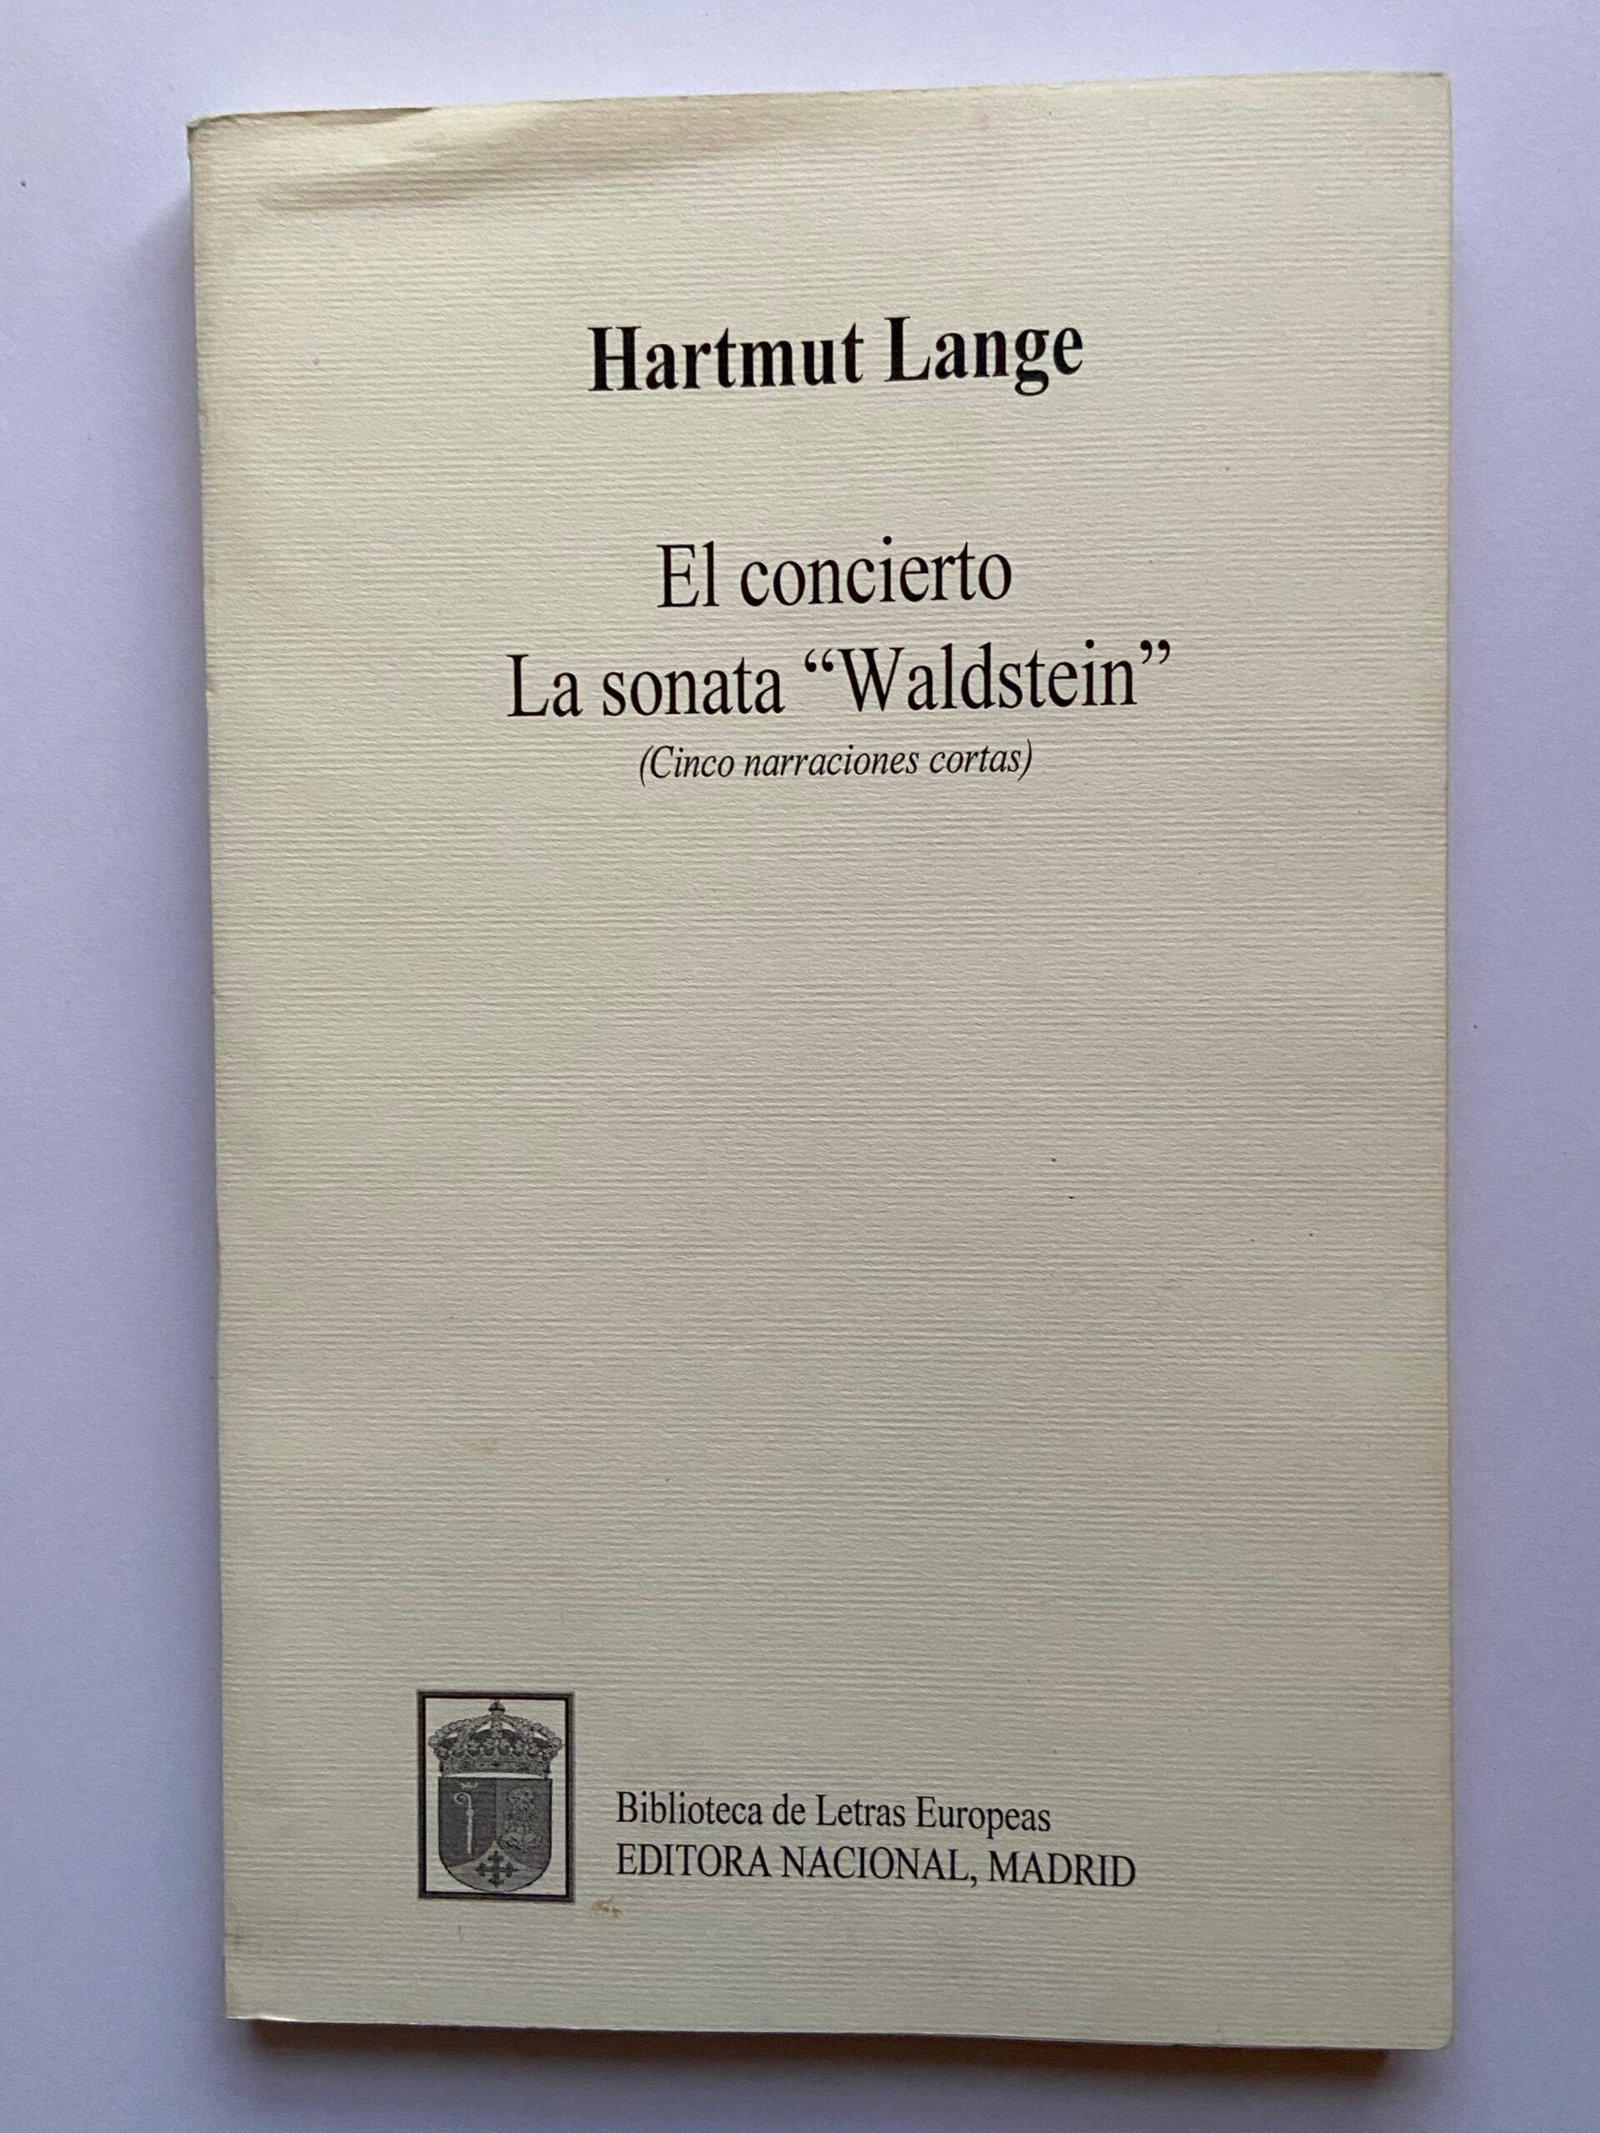 Hartmut Lange
El concierto
La sonata “Waldstein”
(Cinco narraciones cortas)
Biblioteca de Letras Europeas
EDITORA NACIONAL, MADRID